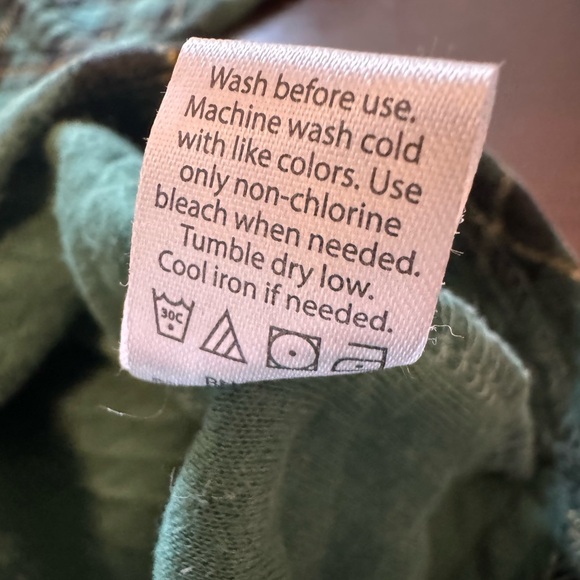 Wash before use.
Machine wash cold
with like colors. Use
only non-chlorine
bleach when needed.
Tumble dry low.
Cool iron if needed.
30C